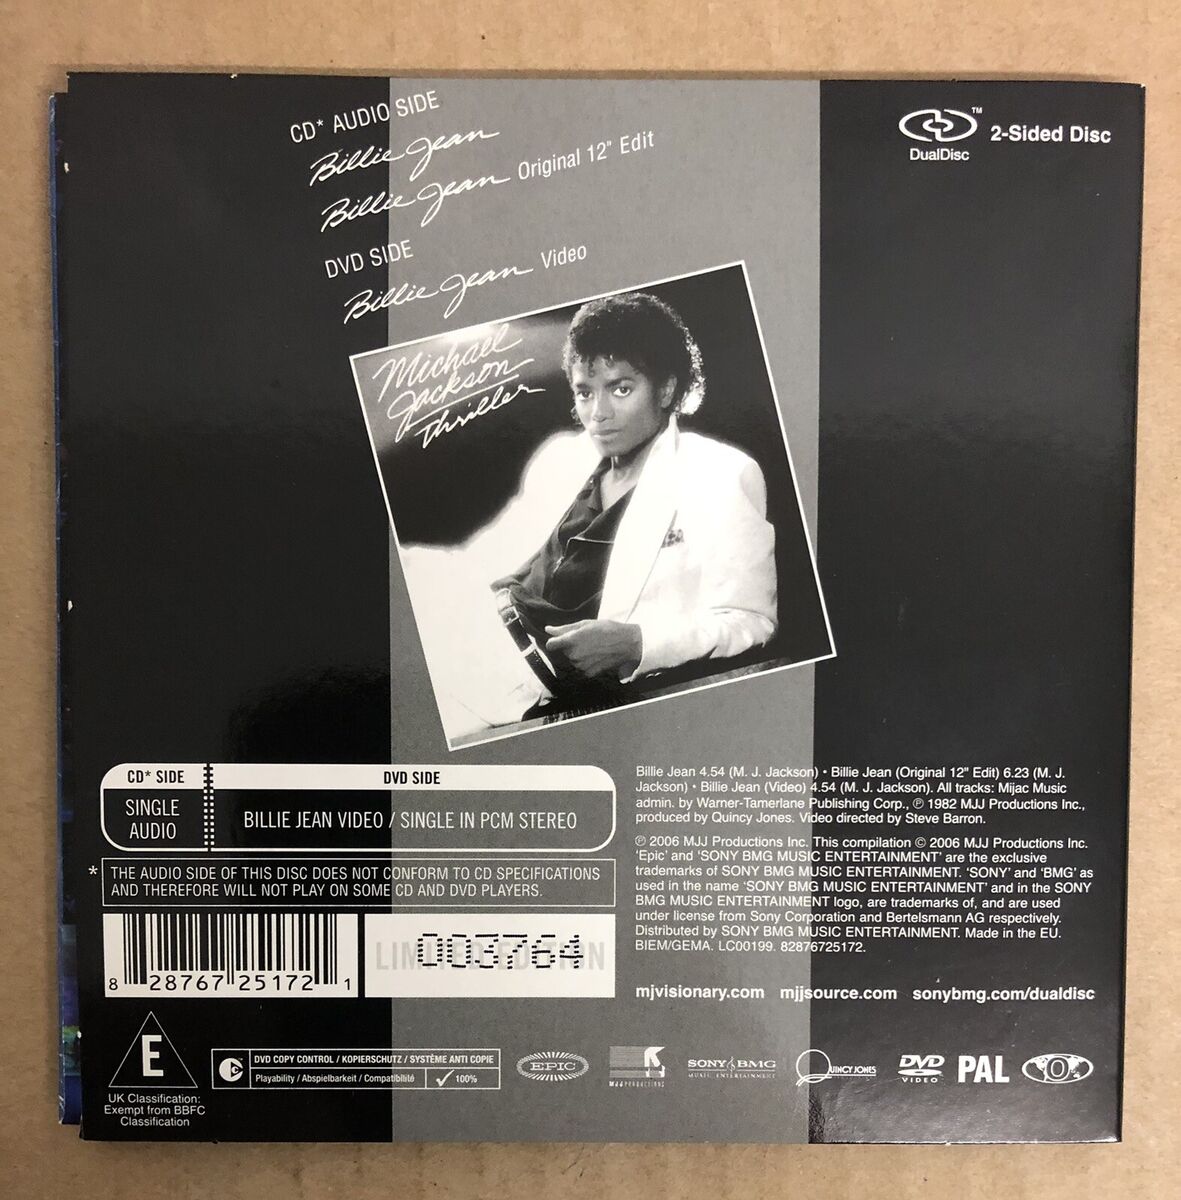 CD* AUDIO SIDE
Billie Jean
Billie Jean Original 12" Edit
DVD SIDE
Billie Jean Video
TM
DualDisc
2-Sided Disc
Michael
Jackson
Thriller
CD* SIDE
DVD SIDE
SINGLE
AUDIO
BILLIE JEAN VIDEO / SINGLE IN PCM STEREO
* THE AUDIO SIDE OF THIS DISC DOES NOT CONFORM TO CD SPECIFICATIONS
AND THEREFORE WILL NOT PLAY ON SOME CD AND DVD PLAYERS.
8 28767 25172 1
LIMITED EDITION
003764
Billie Jean 4.54 (M. J. Jackson) • Billie Jean (Original 12" Edit) 6.23 (M. J.
Jackson) • Billie Jean (Video) 4.54 (M. J. Jackson). All tracks: Mijac Music
admin. by Warner-Tamerlane Publishing Corp., ℗ 1982 MJJ Productions Inc.,
produced by Quincy Jones. Video directed by Steve Barron.
℗ 2006 MJJ Productions Inc. This compilation © 2006 MJJ Productions Inc.
'Epic' and 'SONY BMG MUSIC ENTERTAINMENT' are the exclusive
trademarks of SONY BMG MUSIC ENTERTAINMENT. 'SONY' and 'BMG' as
used in the name 'SONY BMG MUSIC ENTERTAINMENT' and in the SONY
BMG MUSIC ENTERTAINMENT logo, are trademarks of, and are used
under license from Sony Corporation and Bertelsmann AG respectively.
Distributed by SONY BMG MUSIC ENTERTAINMENT. Made in the EU.
BIEM/GEMA. LC00199. 82876725172.
mjvisionary.com mjjsource.com sonybmg.com/dualdisc
E
UK Classification:
Exempt from BBFC
Classification
DVD COPY CONTROL / KOPIERSCHUTZ / SYSTÈME ANTI COPIE
Playability / Abspielbarkeit / Compatibilité 100%
EPIC
MJJ PRODUCTIONS
SONY BMG
MUSIC ENTERTAINMENT
QUINCY JONES
DVD
VIDEO
PAL
0